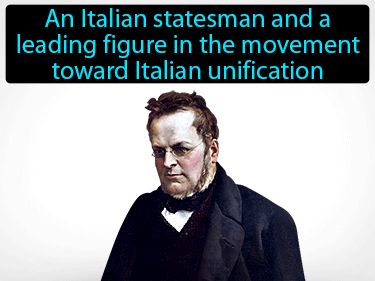 An Italian statesman and a
leading figure in the movement
toward Italian unification